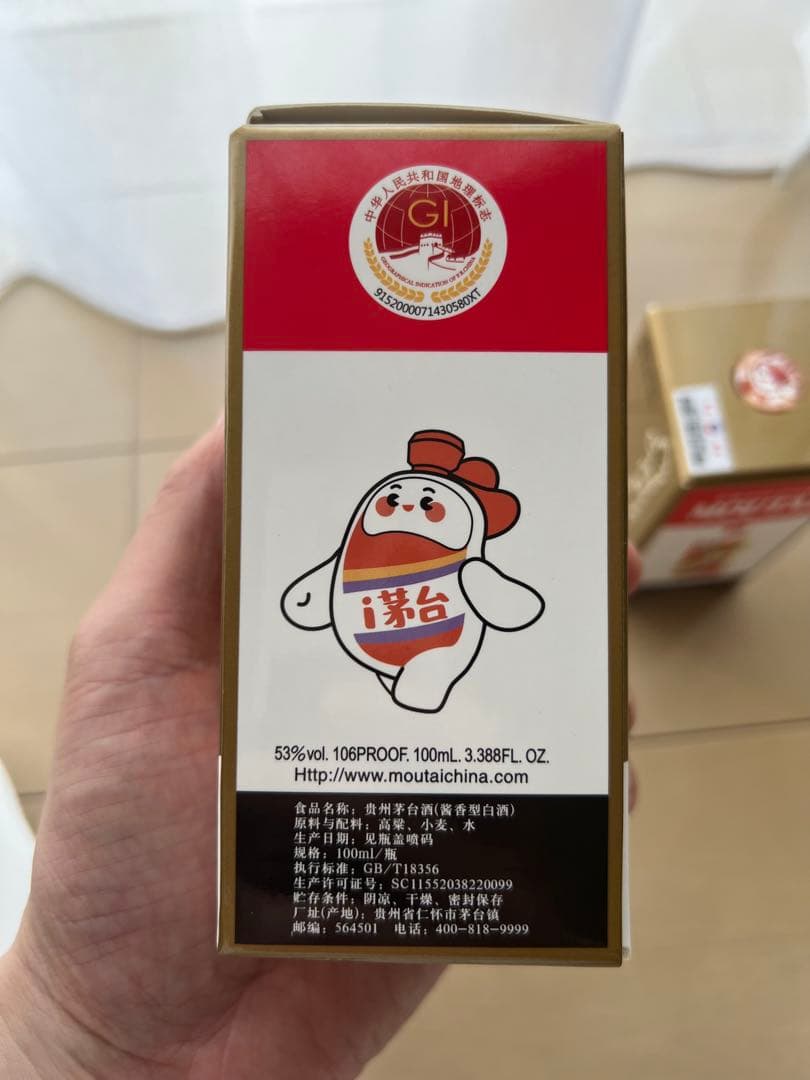 中华人民共和国地理标志
GI
GEOGRAPHICAL INDICATION OF P.R.CHINA
9152000071430580XT
i茅台
53%vol. 106PROOF. 100mL. 3.388FL. OZ.
Http://www.moutaichina.com
食品名称：贵州茅台酒(酱香型白酒)
原料与配料：高粱、小麦、水
生产日期：见瓶盖喷码
规格：100ml/瓶
执行标准：GB/T18356
生产许可证号：SC11552038220099
贮存条件：阴凉、干燥、密封保存
厂址(产地)：贵州省仁怀市茅台镇
邮编：564501 电话：400-818-9999